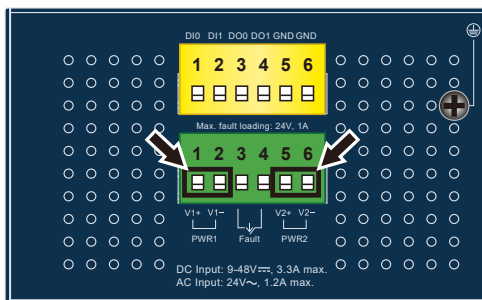 DI0 DI1 DO0 DO1 GND GND
1 2 3 4 5 6
Max. fault loading: 24V, 1A
1 2 3 4 5 6
V1+ V1− V2+ V2−
PWR1 Fault PWR2
DC Input: 9-48V⎓, 3.3A max.
AC Input: 24V~, 1.2A max.